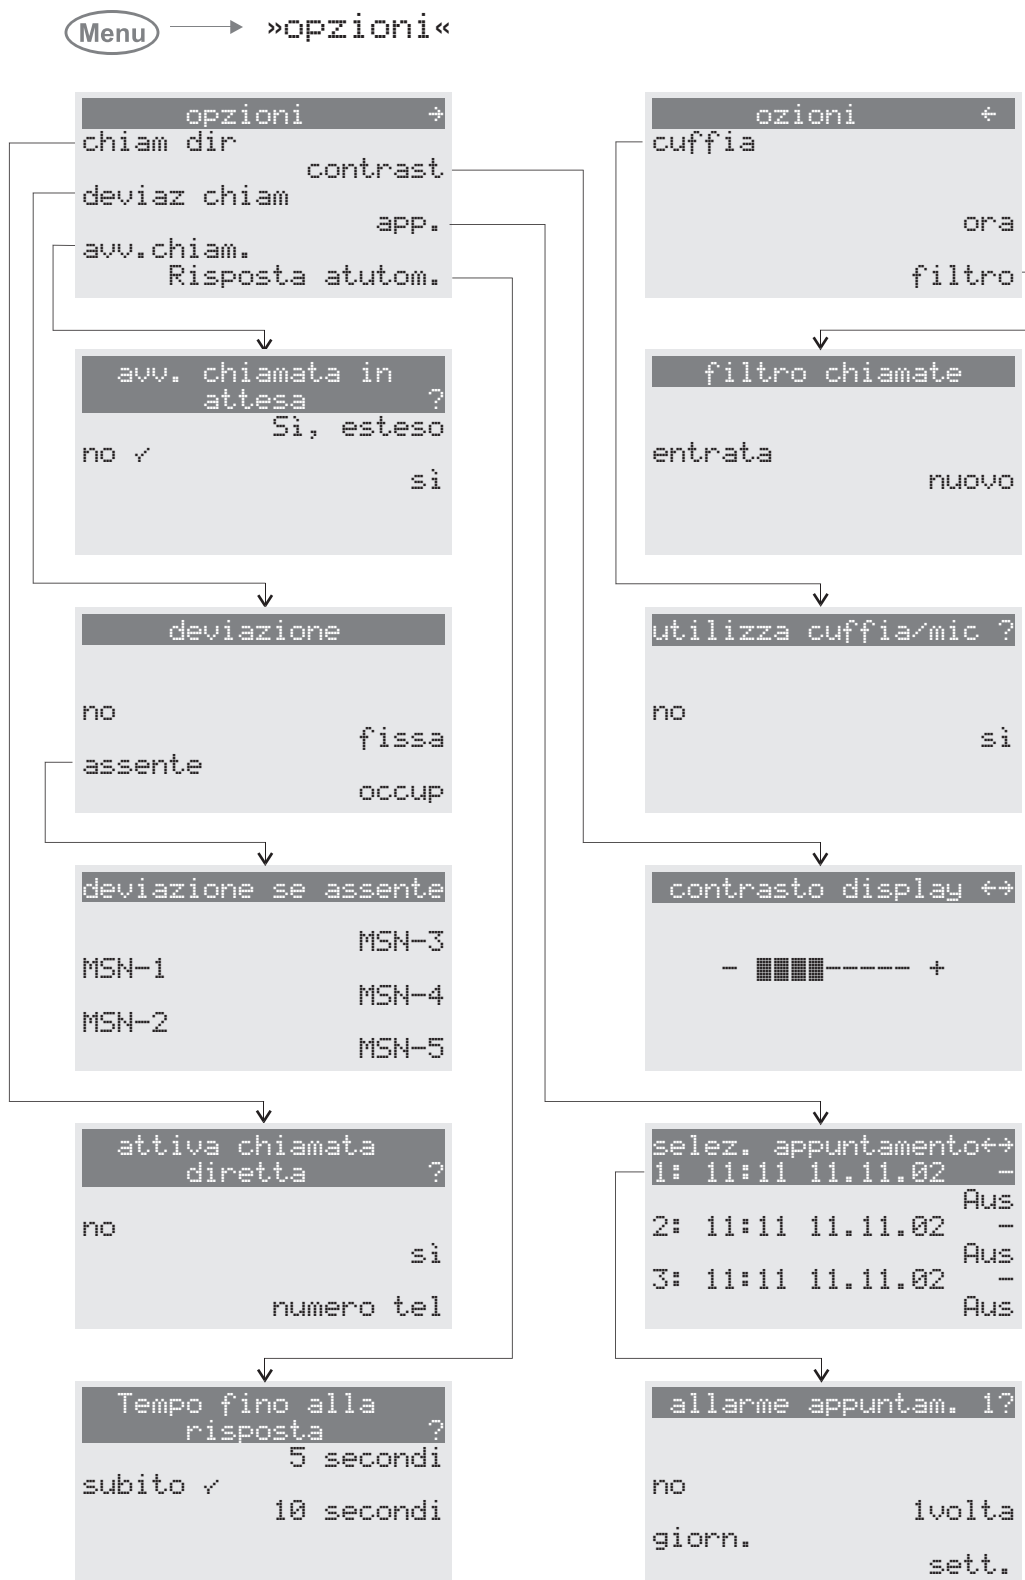 Menu »opzioni«
opzioni →
chiam dir
contrast
deviaz chiam
app.
avv.chiam.
Risposta atutom.
avv. chiamata in
attesa ?
Sì, esteso
no ✓
sì
deviazione
no
fissa
assente
occup
deviazione se assente
MSN-3
MSN-1
MSN-4
MSN-2
MSN-5
attiva chiamata
diretta ?
no
sì
numero tel
Tempo fino alla
risposta ?
5 secondi
subito ✓
10 secondi
ozioni ←
cuffia
ora
filtro
filtro chiamate
entrata
nuovo
utilizza cuffia/mic ?
no
sì
contrasto display ←→
- ████----- +
selez. appuntamento←→
1: 11:11 11.11.02 -
Aus
2: 11:11 11.11.02 -
Aus
3: 11:11 11.11.02 -
Aus
allarme appuntam. 1?
no
1volta
giorn.
sett.